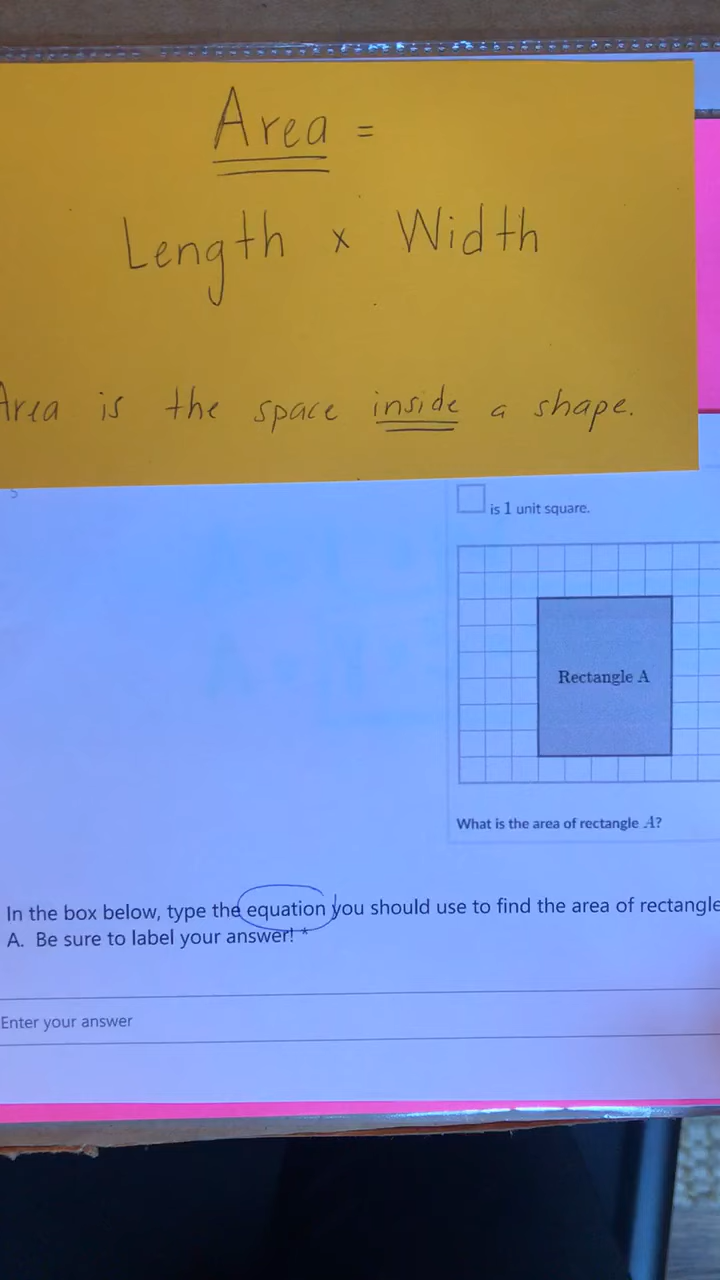 Area =
Length x Width
Area is the space inside a shape.
is 1 unit square.
Rectangle A
What is the area of rectangle A?
In the box below, type the equation you should use to find the area of rectangle
A. Be sure to label your answer! *
Enter your answer